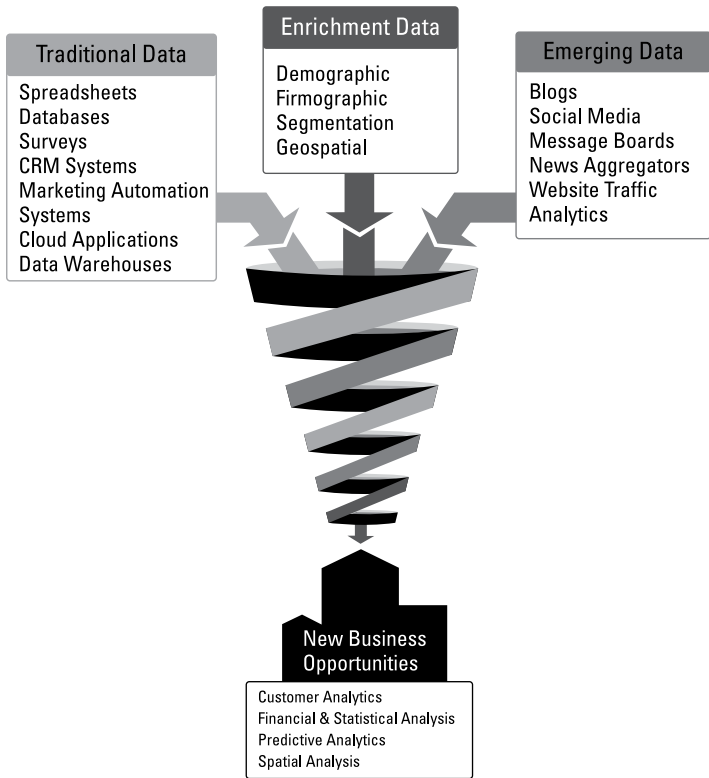 Traditional Data
Spreadsheets
Databases
Surveys
CRM Systems
Marketing Automation
Systems
Cloud Applications
Data Warehouses
Enrichment Data
Demographic
Firmographic
Segmentation
Geospatial
Emerging Data
Blogs
Social Media
Message Boards
News Aggregators
Website Traffic
Analytics
New Business
Opportunities
Customer Analytics
Financial & Statistical Analysis
Predictive Analytics
Spatial Analysis